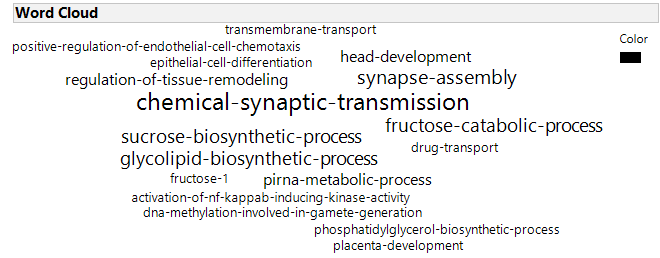 Word Cloud
transmembrane-transport
Color
positive-regulation-of-endothelial-cell-chemotaxis
head-development
epithelial-cell-differentiation
regulation-of-tissue-remodeling
synapse-assembly
chemical-synaptic-transmission
fructose-catabolic-process
sucrose-biosynthetic-process
drug-transport
glycolipid-biosynthetic-process
fructose-1
pirna-metabolic-process
activation-of-nf-kappab-inducing-kinase-activity
dna-methylation-involved-in-gamete-generation
phosphatidylglycerol-biosynthetic-process
placenta-development